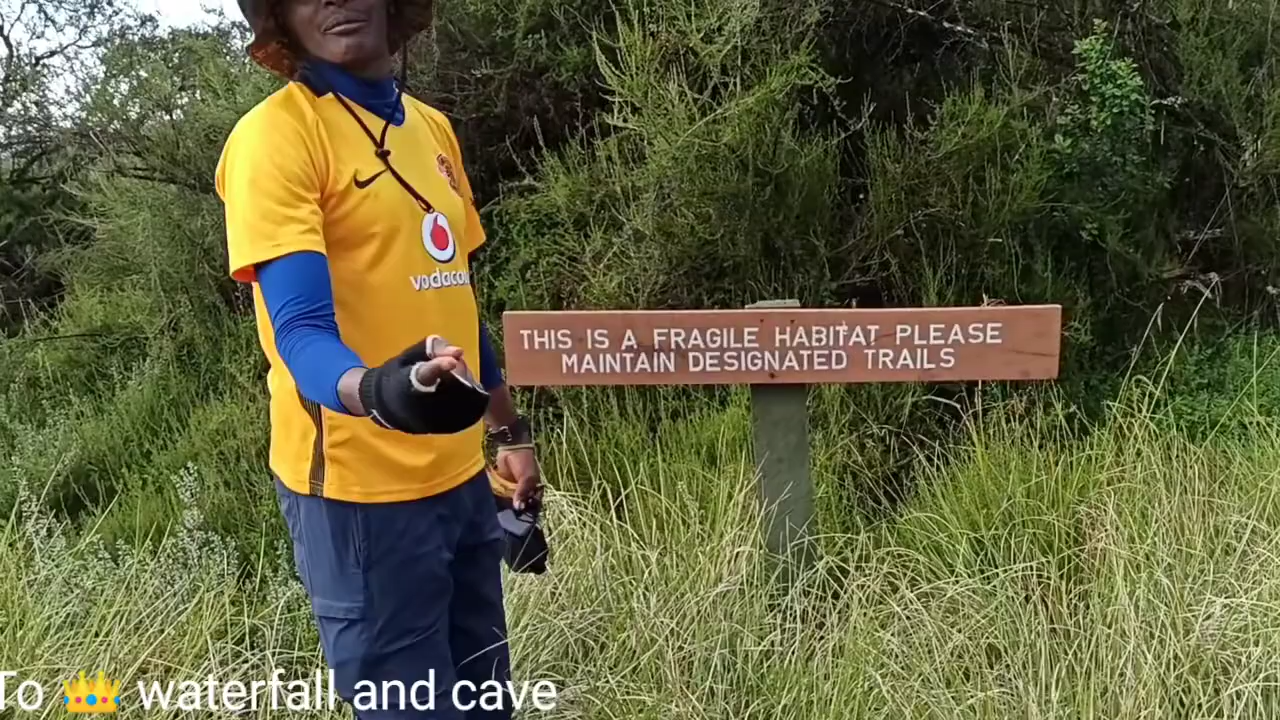 vodacom
THIS IS A FRAGILE HABITAT PLEASE
MAINTAIN DESIGNATED TRAILS
To 👑 waterfall and cave